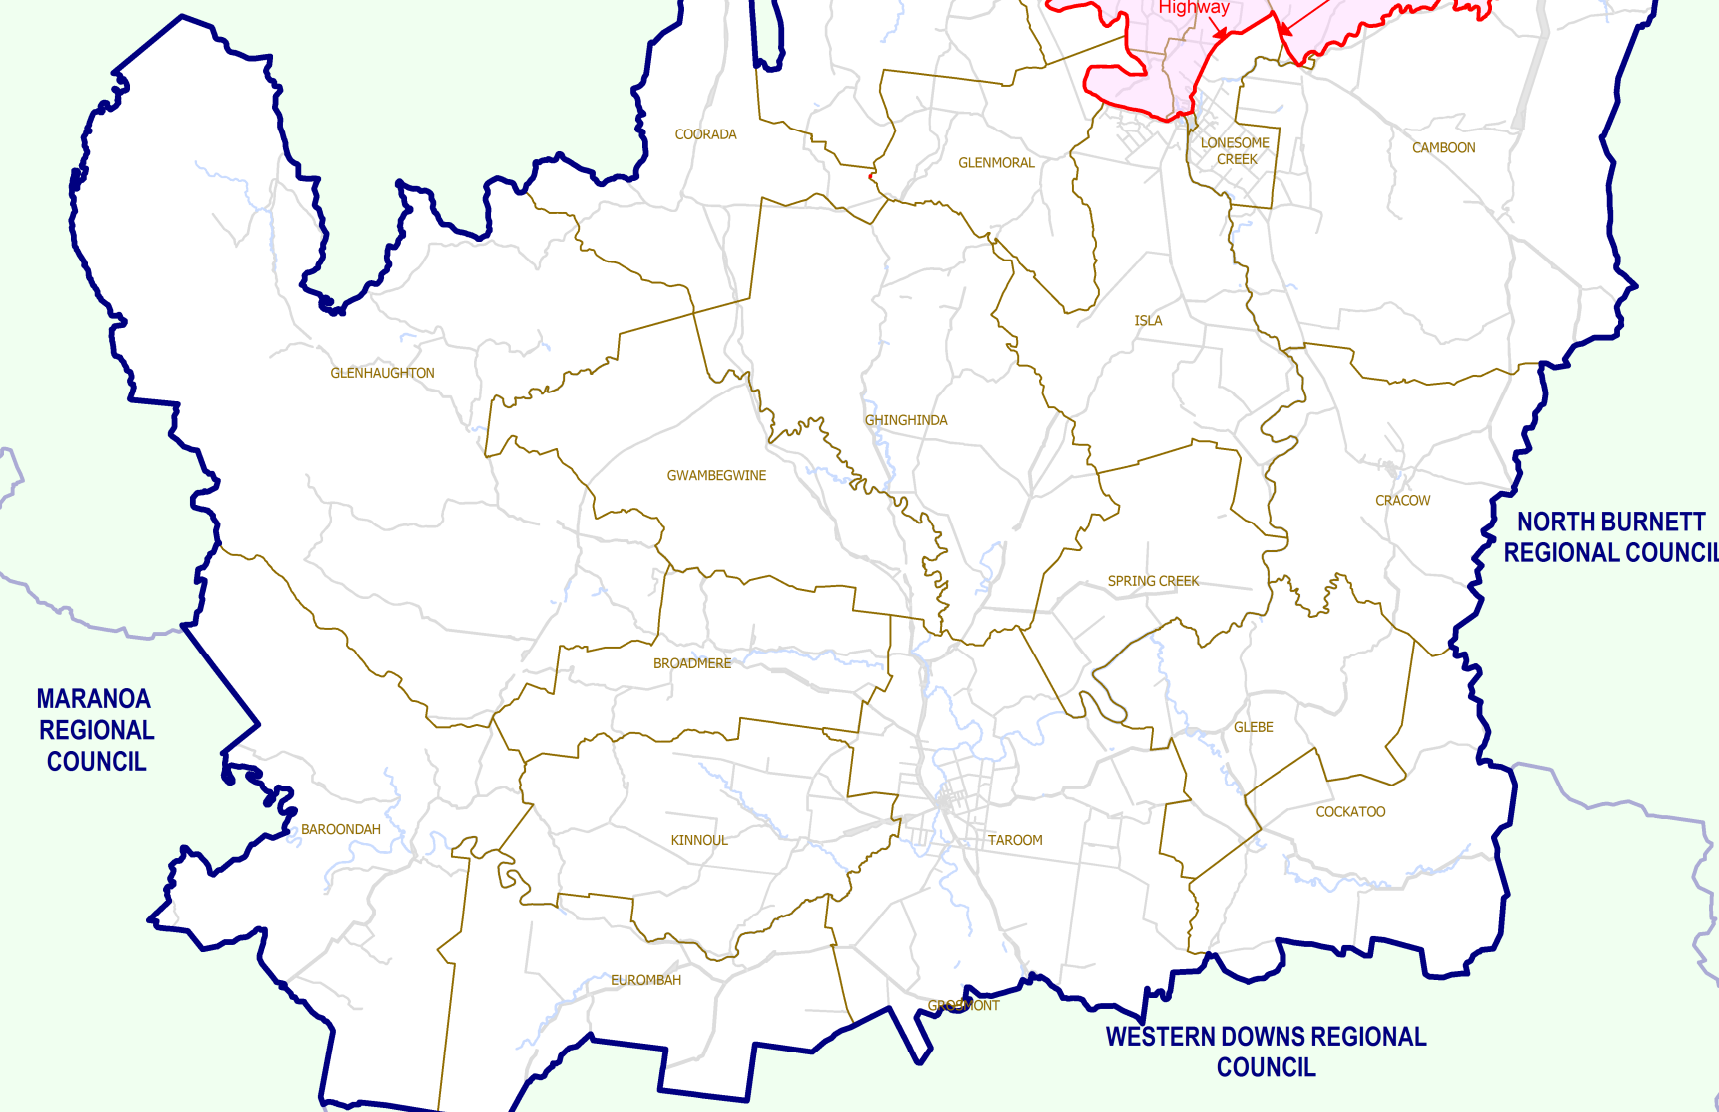 Highway
COORADA
GLENMORAL
LONESOME
CREEK
CAMBOON
ISLA
GLENHAUGHTON
GHINGHINDA
GWAMBEGWINE
CRACOW
NORTH BURNETT
REGIONAL COUNCIL
SPRING CREEK
BROADMERE
MARANOA
REGIONAL
COUNCIL
GLEBE
COCKATOO
BAROONDAH
KINNOUL
TAROOM
EUROMBAH
GROSMONT
WESTERN DOWNS REGIONAL
COUNCIL